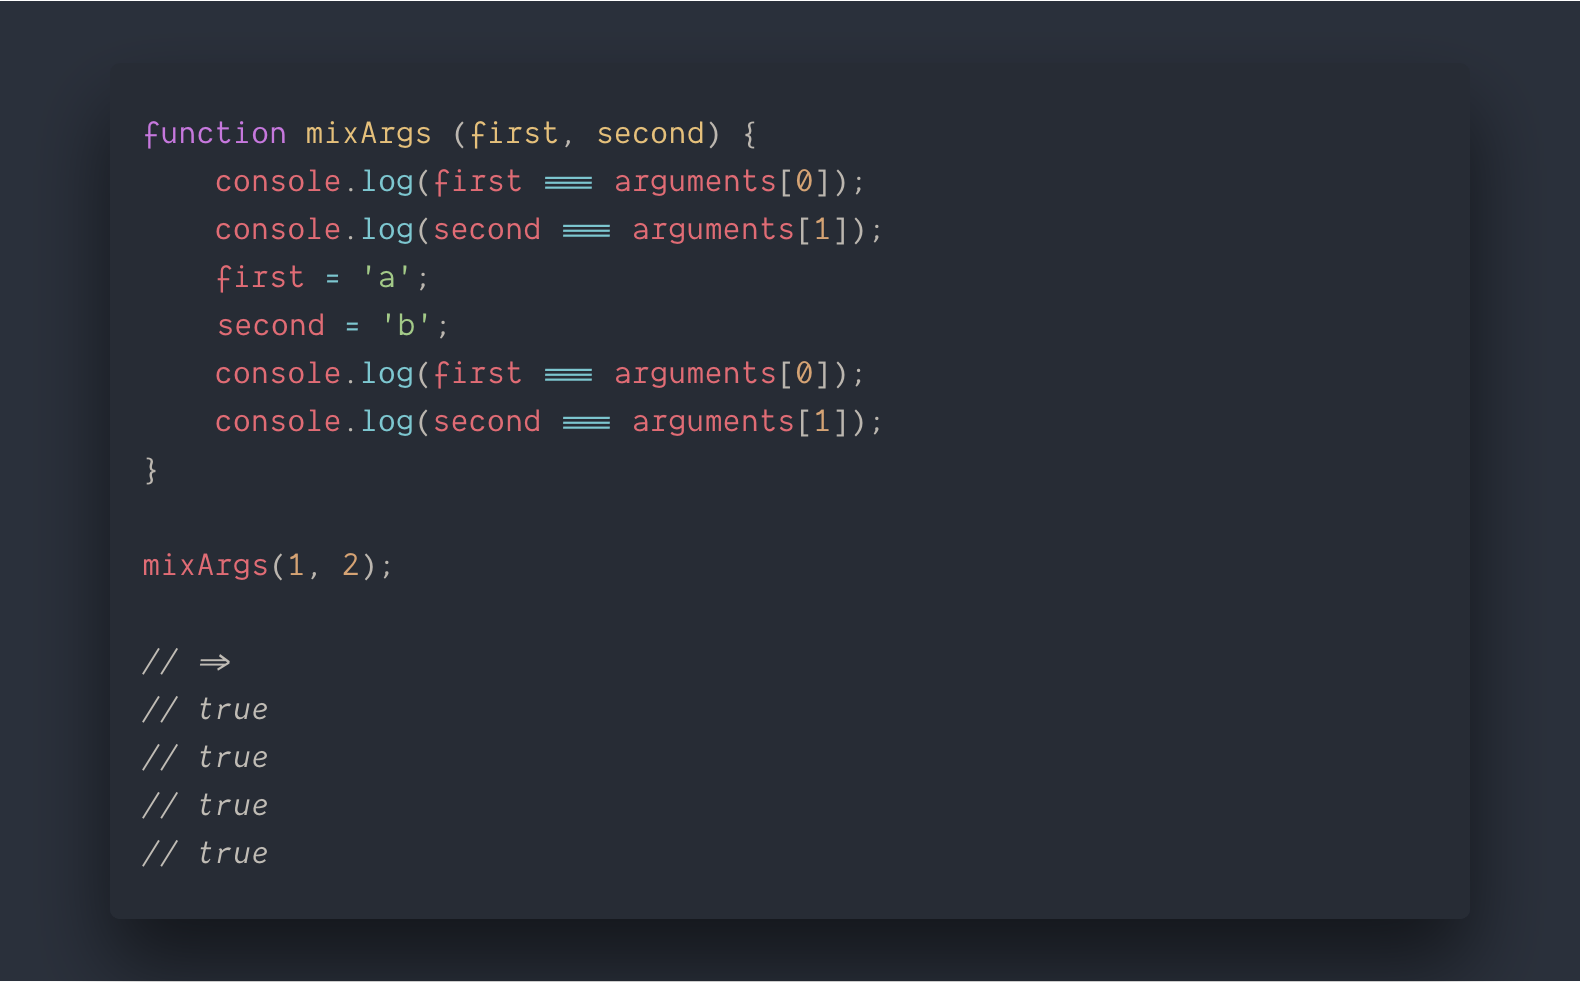 function mixArgs (first, second) {
    console.log(first === arguments[0]);
    console.log(second === arguments[1]);
    first = 'a';
    second = 'b';
    console.log(first === arguments[0]);
    console.log(second === arguments[1]);
}
mixArgs(1, 2);
// =>
// true
// true
// true
// true